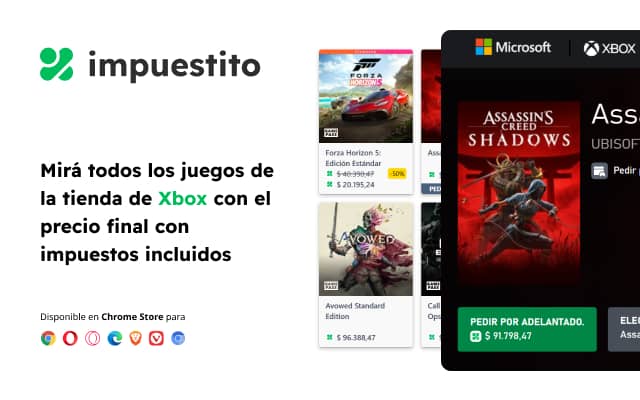 impuestito
Mirá todos los juegos de
la tienda de Xbox con el
precio final con
impuestos incluidos
Disponible en Chrome Store para
FORZA
HORIZON 5
GAME PASS
Forza Horizon 5:
Edición Estándar
$ 40.390,47 -50%
$ 20.195,24
Ass
$
PED
AVOWED
GAME PASS
Avowed Standard
Edition
$ 96.388,47
Call
Ops
$
Microsoft
XBOX
ASSASSIN'S
CREED
SHADOWS
Assa
UBISOFT
Pedir
PEDIR POR ADELANTADO.
$ 91.798,47
ELEG
Assa